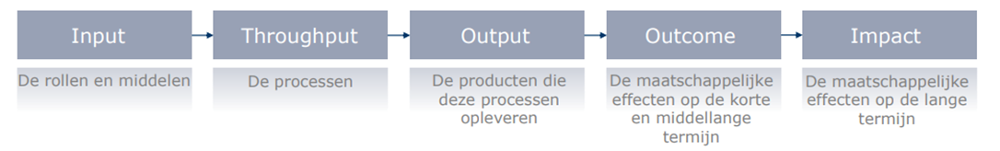 Input
Throughput
Output
Outcome
Impact
De rollen en middelen
De processen
De producten die
deze processen
opleveren
De maatschappelijke
effecten op de korte
en middellange
termijn
De maatschappelijke
effecten op de lange
termijn